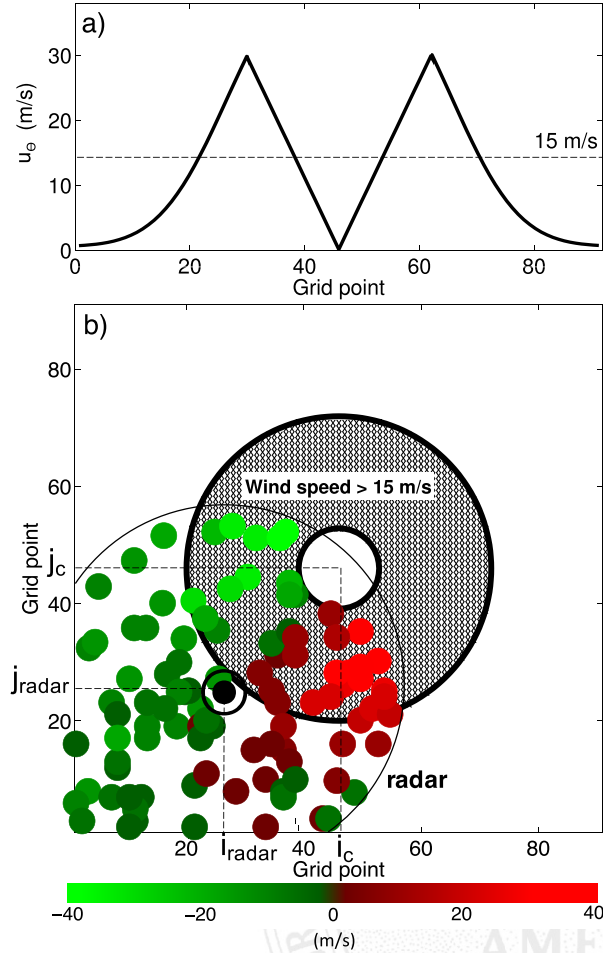 a)
30
20
10
0
u_θ (m/s)
15 m/s
20
40
60
80
Grid point
b)
80
60
40
20
Grid point
j_c
j_radar
Wind speed > 15 m/s
radar
20
40
60
80
i_radar
i_c
Grid point
−40
−20
0
20
40
(m/s)
AME